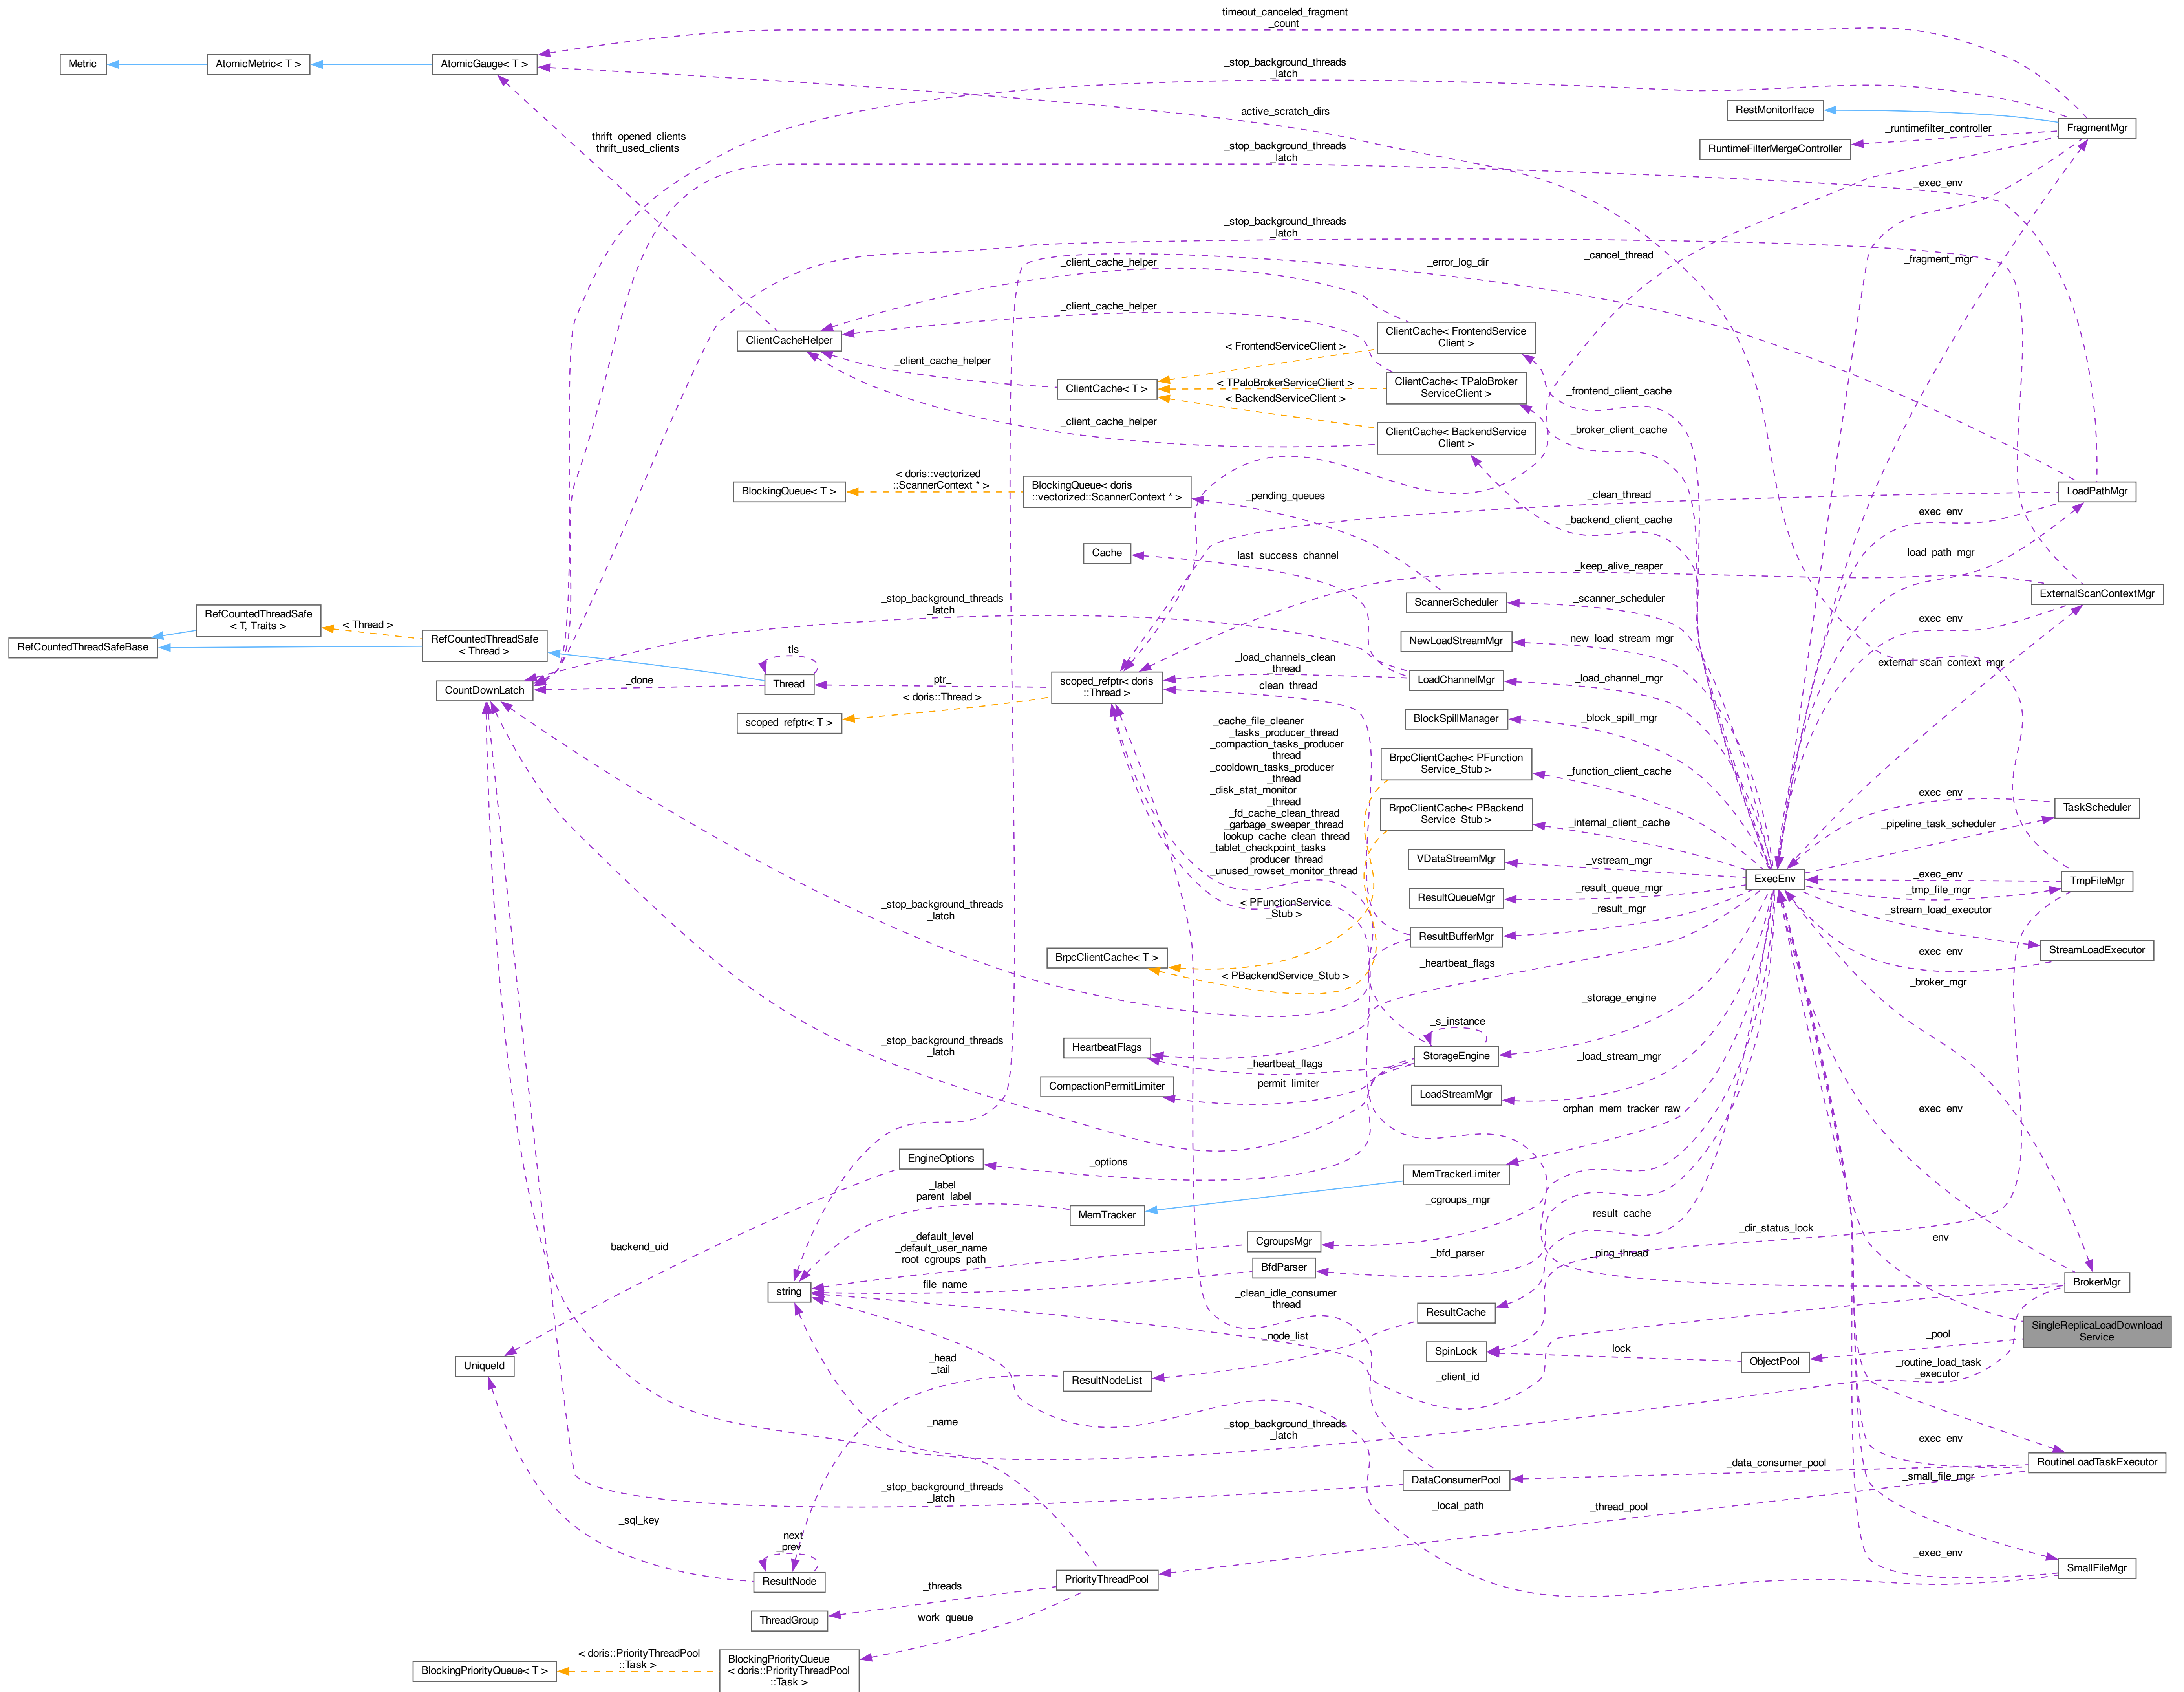 timeout_canceled_fragment
_count
Metric
AtomicMetric< T >
AtomicGauge< T >
_stop_background_threads
_latch
active_scratch_dirs
RestMonitorIface
FragmentMgr
_runtimefilter_controller
RuntimeFilterMergeController
thrift_opened_clients
thrift_used_clients
_stop_background_threads
_latch
_exec_env
_stop_background_threads
_latch
_client_cache_helper
_error_log_dir
_cancel_thread
_fragment_mgr
_client_cache_helper
ClientCacheHelper
ClientCache< FrontendService
Client >
< FrontendServiceClient >
_client_cache_helper
ClientCache< T >
< TPaloBrokerServiceClient >
ClientCache< TPaloBroker
ServiceClient >
_frontend_client_cache
< BackendServiceClient >
_client_cache_helper
ClientCache< BackendService
Client >
_broker_client_cache
BlockingQueue< T >
< doris::vectorized
::ScannerContext * >
BlockingQueue< doris
::vectorized::ScannerContext * >
_pending_queues
_clean_thread
LoadPathMgr
_backend_client_cache
_exec_env
Cache
_last_success_channel
_load_path_mgr
_keep_alive_reaper
RefCountedThreadSafe
< T, Traits >
< Thread >
RefCountedThreadSafeBase
RefCountedThreadSafe
< Thread >
_stop_background_threads
_latch
ScannerScheduler
_scanner_scheduler
ExternalScanContextMgr
_exec_env
NewLoadStreamMgr
_new_load_stream_mgr
_tls
_load_channels_clean
_thread
_external_scan_context_mgr
CountDownLatch
_done
Thread
ptr_
scoped_refptr< doris
::Thread >
_clean_thread
LoadChannelMgr
_load_channel_mgr
scoped_refptr< T >
< doris::Thread >
BlockSpillManager
_block_spill_mgr
_cache_file_cleaner
_tasks_producer_thread
_compaction_tasks_producer
_thread
_cooldown_tasks_producer
_thread
_disk_stat_monitor
_thread
_fd_cache_clean_thread
_garbage_sweeper_thread
_lookup_cache_clean_thread
_tablet_checkpoint_tasks
_producer_thread
_unused_rowset_monitor_thread
BrpcClientCache< PFunction
Service_Stub >
_function_client_cache
BrpcClientCache< PBackend
Service_Stub >
_internal_client_cache
_exec_env
TaskScheduler
_pipeline_task_scheduler
VDataStreamMgr
_vstream_mgr
ExecEnv
_exec_env
TmpFileMgr
_tmp_file_mgr
_stop_background_threads
_latch
< PFunctionService
_Stub >
ResultQueueMgr
_result_queue_mgr
_stream_load_executor
ResultBufferMgr
_result_mgr
StreamLoadExecutor
_exec_env
BrpcClientCache< T >
< PBackendService_Stub >
_heartbeat_flags
_broker_mgr
_storage_engine
_stop_background_threads
_latch
HeartbeatFlags
_s_instance
StorageEngine
_heartbeat_flags
_load_stream_mgr
CompactionPermitLimiter
_permit_limiter
LoadStreamMgr
_orphan_mem_tracker_raw
_exec_env
EngineOptions
_options
MemTrackerLimiter
_label
_parent_label
MemTracker
_cgroups_mgr
_result_cache
_dir_status_lock
_env
backend_uid
_default_level
_default_user_name
_root_cgroups_path
CgroupsMgr
_bfd_parser
_ping_thread
BfdParser
_file_name
BrokerMgr
string
_clean_idle_consumer
_thread
ResultCache
SingleReplicaLoadDownload
Service
_node_list
SpinLock
_lock
ObjectPool
_pool
UniqueId
_head
_tail
ResultNodeList
_client_id
_routine_load_task
_executor
_name
_stop_background_threads
_latch
_exec_env
_data_consumer_pool
RoutineLoadTaskExecutor
_stop_background_threads
_latch
DataConsumerPool
_small_file_mgr
_local_path
_thread_pool
_sql_key
_next
_prev
ResultNode
PriorityThreadPool
_exec_env
SmallFileMgr
_threads
ThreadGroup
_work_queue
BlockingPriorityQueue< T >
< doris::PriorityThreadPool
::Task >
BlockingPriorityQueue
< doris::PriorityThreadPool
::Task >